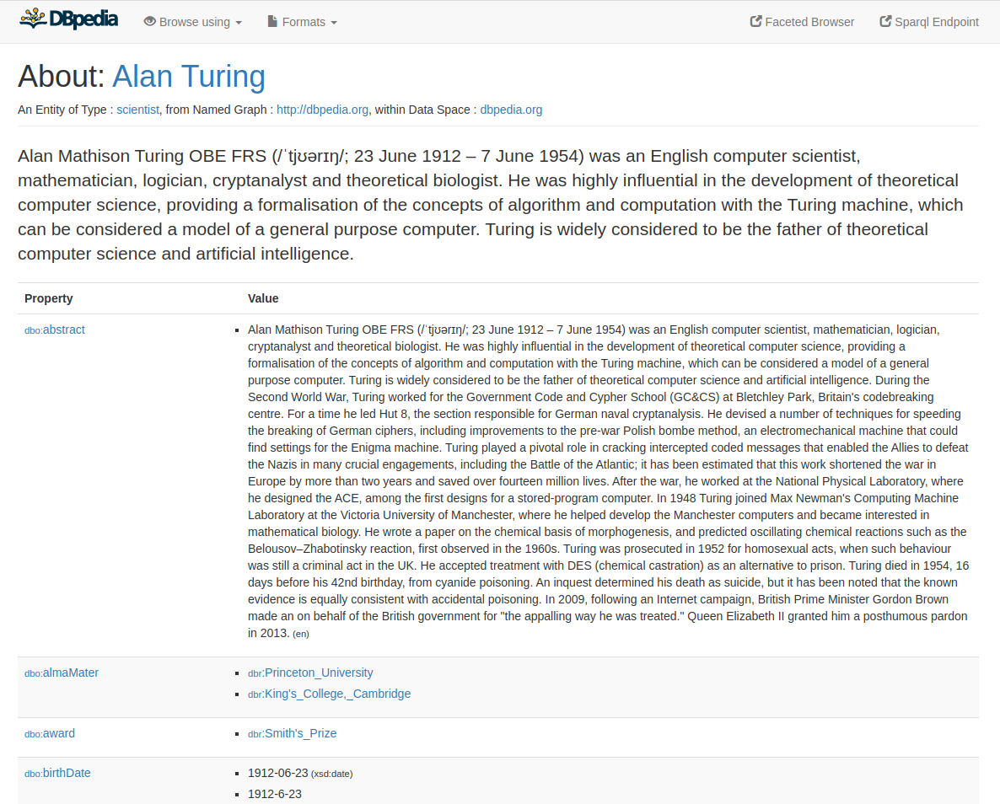 DBpedia Browse using Formats Faceted Browser Sparql Endpoint
About: Alan Turing
An Entity of Type : scientist, from Named Graph : http://dbpedia.org, within Data Space : dbpedia.org
Alan Mathison Turing OBE FRS (/ˈtjʊərɪŋ/; 23 June 1912 – 7 June 1954) was an English computer scientist,
mathematician, logician, cryptanalyst and theoretical biologist. He was highly influential in the development of theoretical
computer science, providing a formalisation of the concepts of algorithm and computation with the Turing machine, which
can be considered a model of a general purpose computer. Turing is widely considered to be the father of theoretical
computer science and artificial intelligence.
Property Value
dbo:abstract
Alan Mathison Turing OBE FRS (/ˈtjʊərɪŋ/; 23 June 1912 – 7 June 1954) was an English computer scientist, mathematician, logician,
cryptanalyst and theoretical biologist. He was highly influential in the development of theoretical computer science, providing a
formalisation of the concepts of algorithm and computation with the Turing machine, which can be considered a model of a general
purpose computer. Turing is widely considered to be the father of theoretical computer science and artificial intelligence. During the
Second World War, Turing worked for the Government Code and Cypher School (GC&CS) at Bletchley Park, Britain's codebreaking
centre. For a time he led Hut 8, the section responsible for German naval cryptanalysis. He devised a number of techniques for speeding
the breaking of German ciphers, including improvements to the pre-war Polish bombe method, an electromechanical machine that could
find settings for the Enigma machine. Turing played a pivotal role in cracking intercepted coded messages that enabled the Allies to defeat
the Nazis in many crucial engagements, including the Battle of the Atlantic; it has been estimated that this work shortened the war in
Europe by more than two years and saved over fourteen million lives. After the war, he worked at the National Physical Laboratory, where
he designed the ACE, among the first designs for a stored-program computer. In 1948 Turing joined Max Newman's Computing Machine
Laboratory at the Victoria University of Manchester, where he helped develop the Manchester computers and became interested in
mathematical biology. He wrote a paper on the chemical basis of morphogenesis, and predicted oscillating chemical reactions such as the
Belousov–Zhabotinsky reaction, first observed in the 1960s. Turing was prosecuted in 1952 for homosexual acts, when such behaviour
was still a criminal act in the UK. He accepted treatment with DES (chemical castration) as an alternative to prison. Turing died in 1954, 16
days before his 42nd birthday, from cyanide poisoning. An inquest determined his death as suicide, but it has been noted that the known
evidence is equally consistent with accidental poisoning. In 2009, following an Internet campaign, British Prime Minister Gordon Brown
made an on behalf of the British government for "the appalling way he was treated." Queen Elizabeth II granted him a posthumous pardon
in 2013. (en)
dbo:almaMater
dbr:Princeton_University
dbr:King's_College,_Cambridge
dbo:award
dbr:Smith's_Prize
dbo:birthDate
1912-06-23 (xsd:date)
1912-6-23